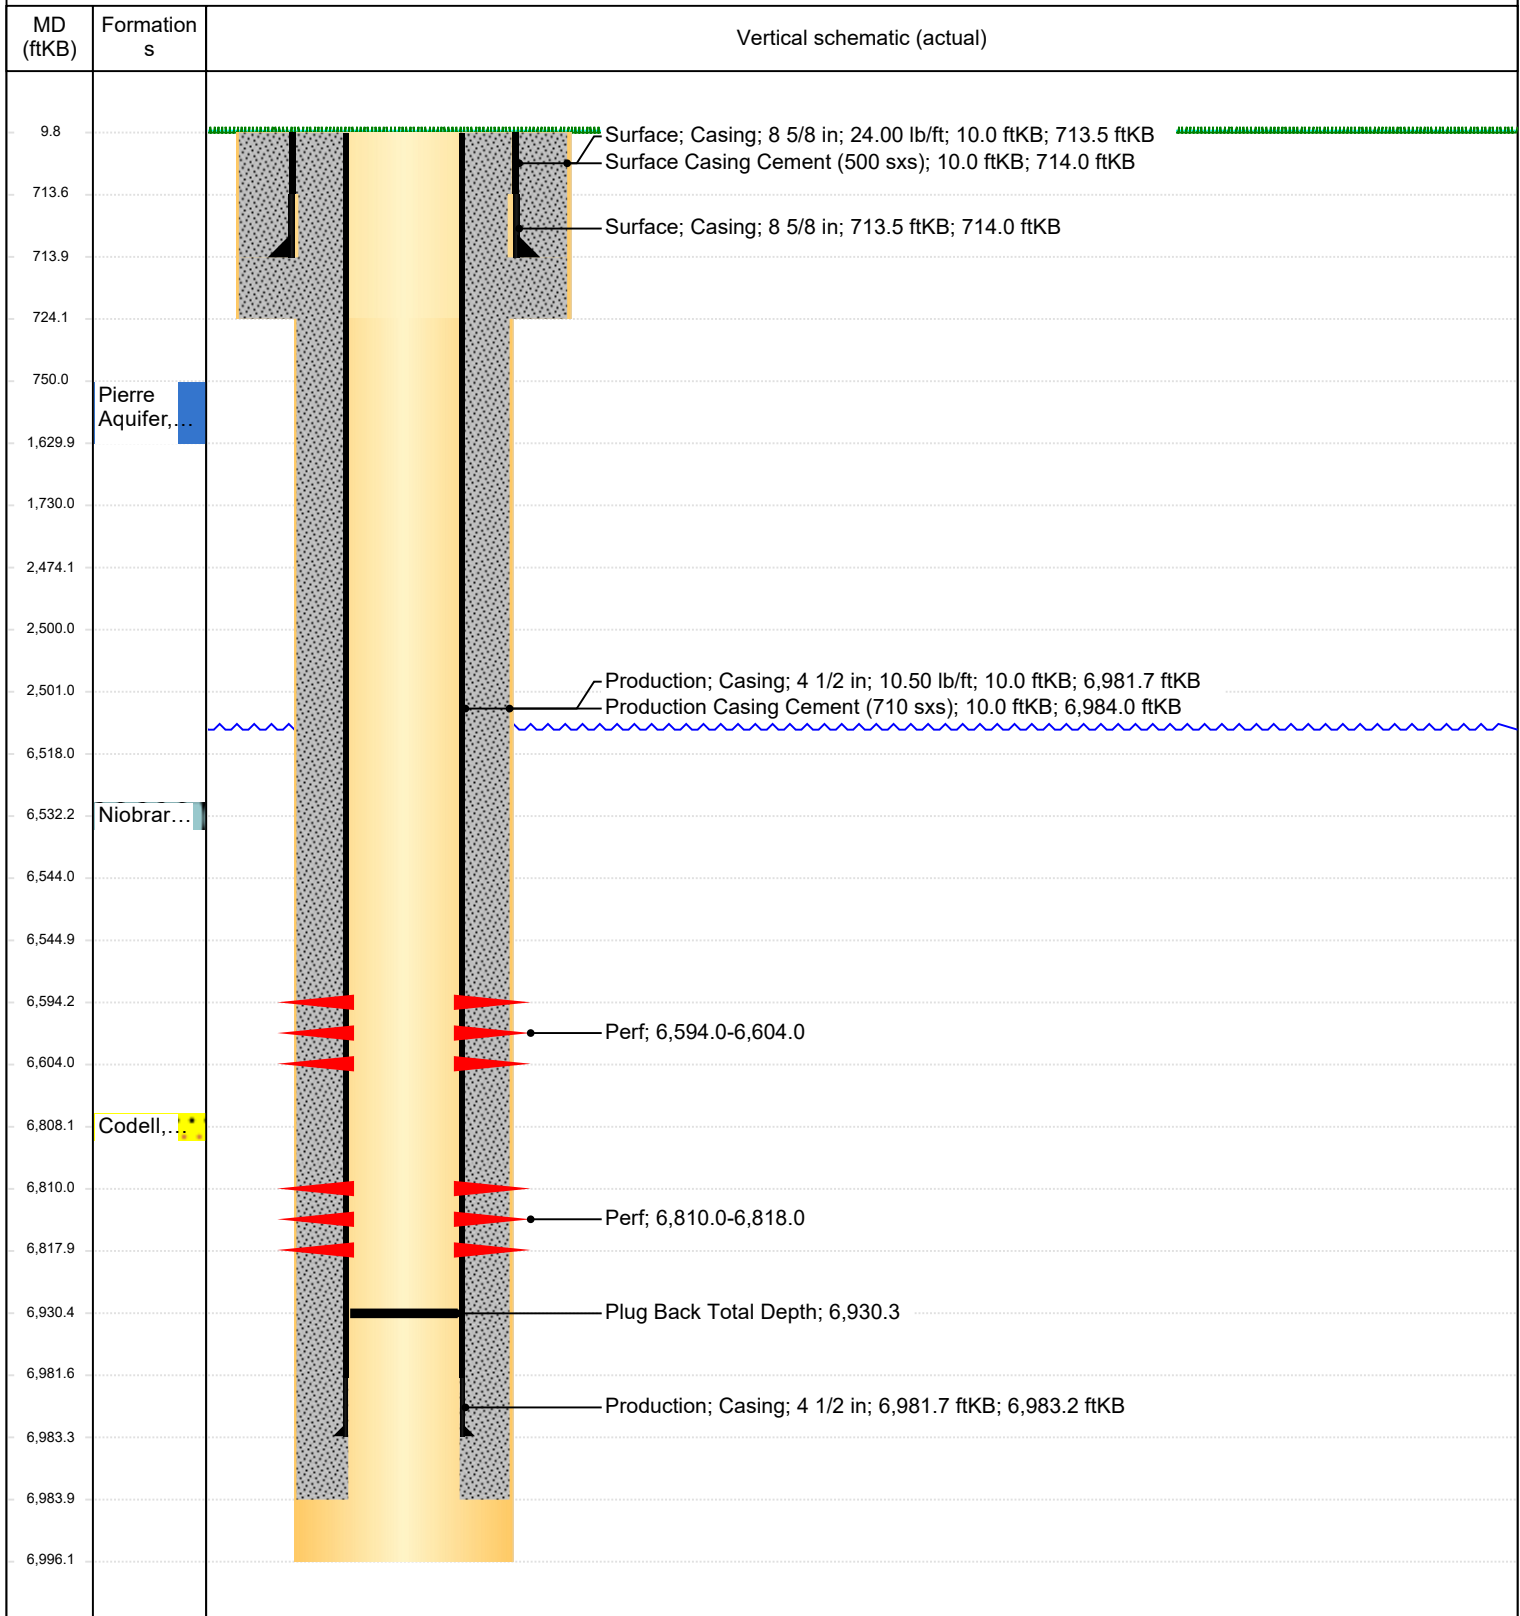 MD
(ftKB)
Formation
s
Vertical schematic (actual)
9.8
Surface; Casing; 8 5/8 in; 24.00 lb/ft; 10.0 ftKB; 713.5 ftKB
Surface Casing Cement (500 sxs); 10.0 ftKB; 714.0 ftKB
713.6
Surface; Casing; 8 5/8 in; 713.5 ftKB; 714.0 ftKB
713.9
724.1
750.0
Pierre
Aquifer,...
1,629.9
1,730.0
2,474.1
2,500.0
Production; Casing; 4 1/2 in; 10.50 lb/ft; 10.0 ftKB; 6,981.7 ftKB
2,501.0
Production Casing Cement (710 sxs); 10.0 ftKB; 6,984.0 ftKB
6,518.0
6,532.2
Niobrar...
6,544.0
6,544.9
6,594.2
Perf; 6,594.0-6,604.0
6,604.0
6,808.1
Codell,...
6,810.0
Perf; 6,810.0-6,818.0
6,817.9
6,930.4
Plug Back Total Depth; 6,930.3
6,981.6
Production; Casing; 4 1/2 in; 6,981.7 ftKB; 6,983.2 ftKB
6,983.3
6,983.9
6,996.1